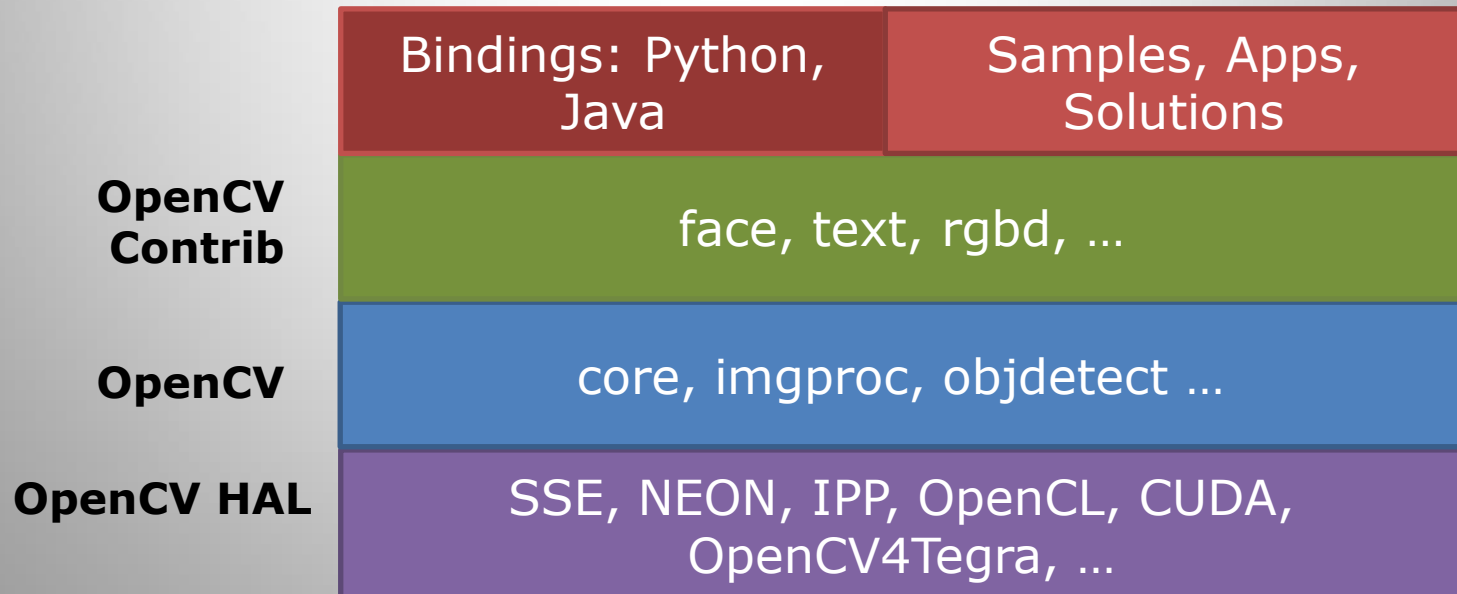 Bindings: Python,
Java
Samples, Apps,
Solutions
OpenCV
Contrib
face, text, rgbd, …
OpenCV
core, imgproc, objdetect …
OpenCV HAL
SSE, NEON, IPP, OpenCL, CUDA,
OpenCV4Tegra, …